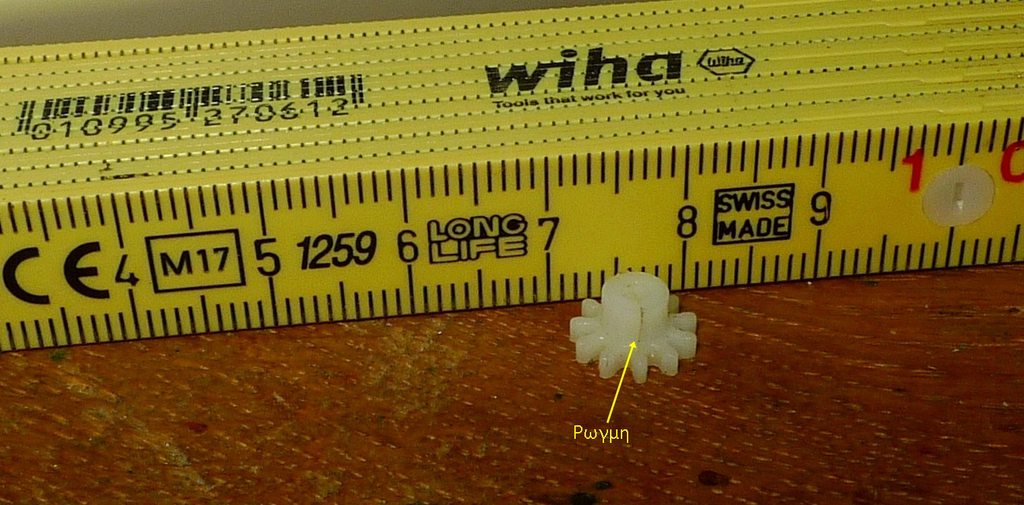 wiha wiha
Tools that work for you
010995 270612
CE 4 M17 5 1259 6 LONG LIFE 7 8 SWISS MADE 9 10
Ρωγμη